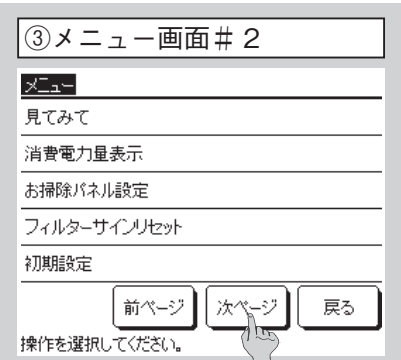 ③メニュー画面＃２
メニュー
見てみて
消費電力量表示
お掃除パネル設定
フィルターサインリセット
初期設定
前ページ 次ページ 戻る
操作を選択してください。